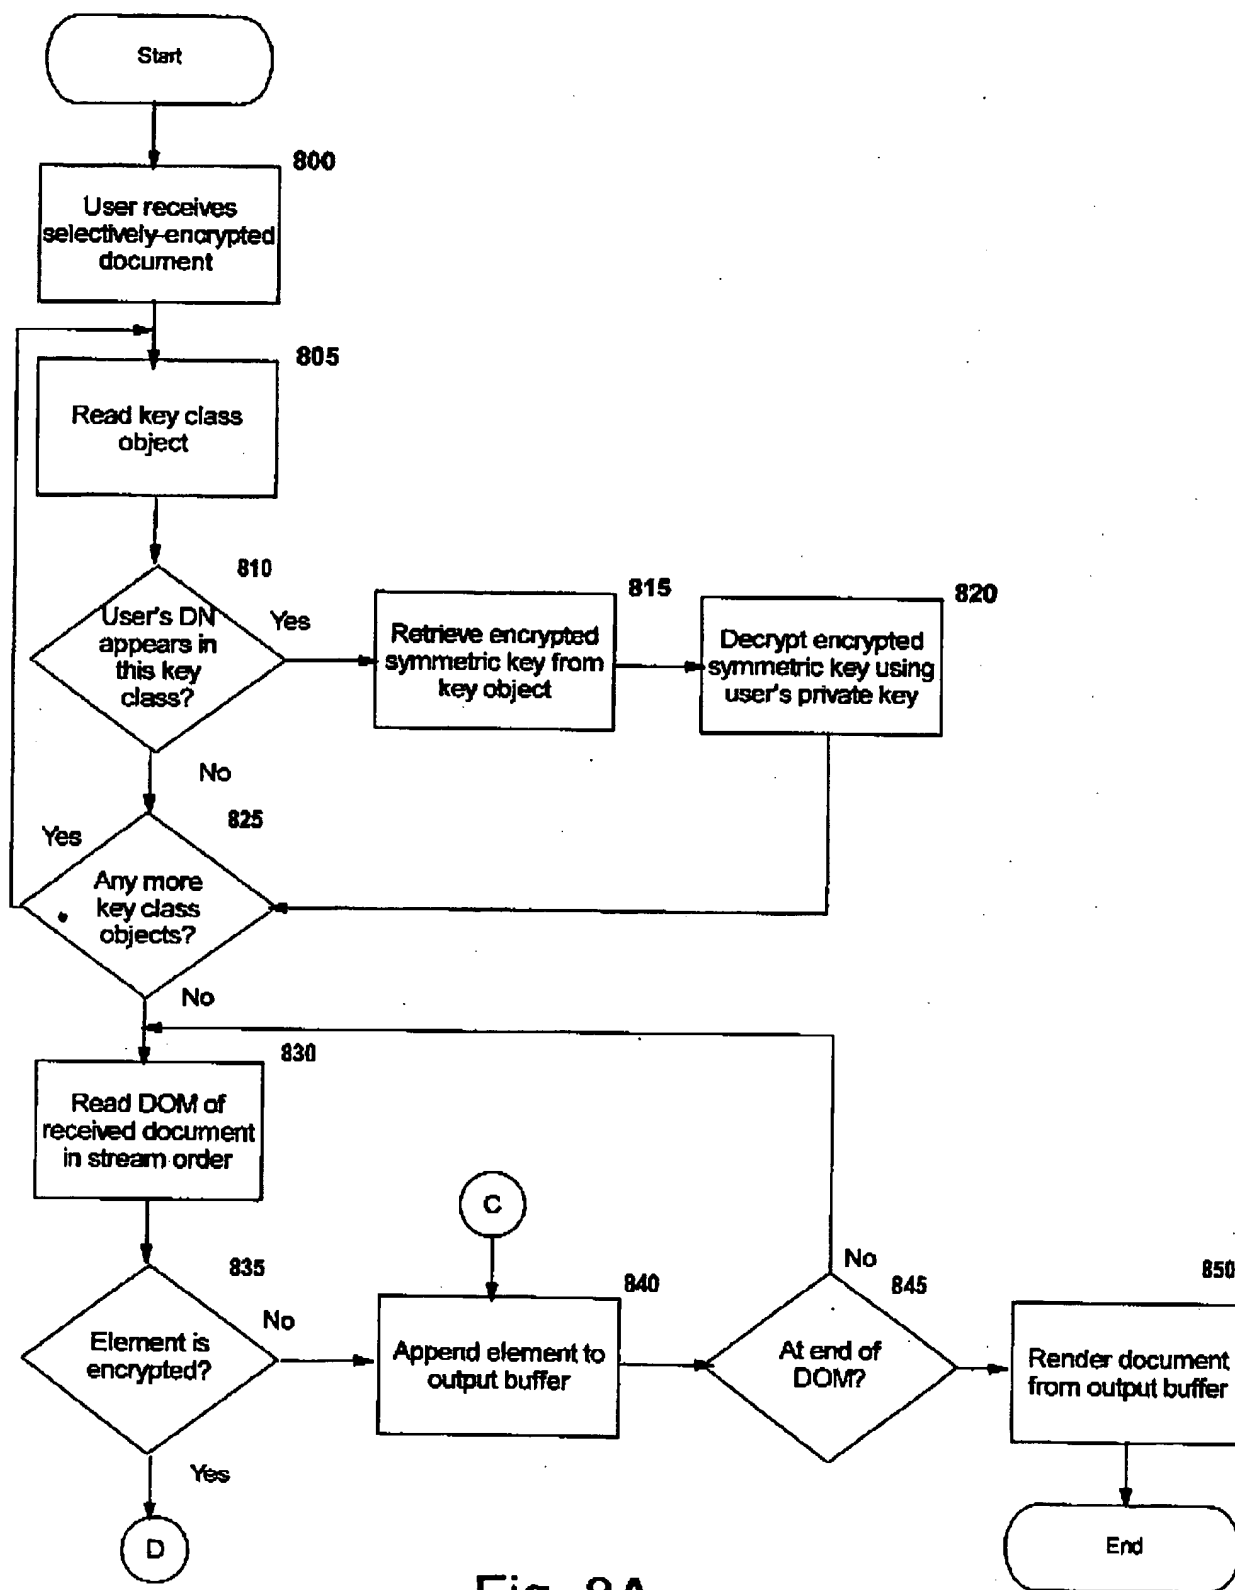 Start
800
User receives
selectively-encrypted
document
805
Read key class
object
810
User's DN
appears in
this key
class?
Yes
815
Retrieve encrypted
symmetric key from
key object
820
Decrypt encrypted
symmetric key using
user's private key
No
825
Yes
Any more
key class
objects?
No
830
Read DOM of
received document
in stream order
C
835
Element is
encrypted?
No
840
Append element to
output buffer
No
845
At end of
DOM?
850
Render document
from output buffer
Yes
D
End
Fig. 8A